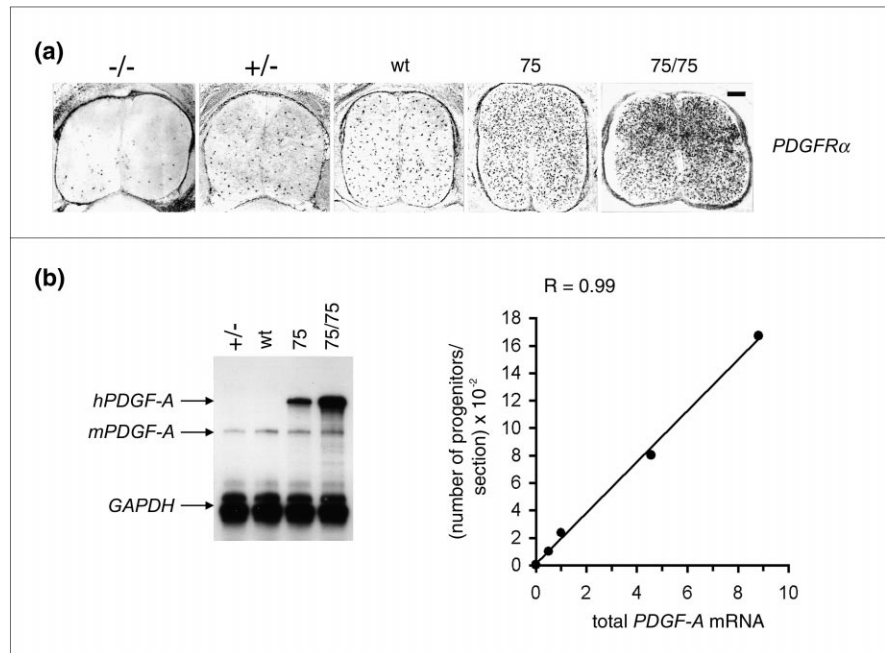 (a)
-/-
+/-
wt
75
75/75
PDGFRα
(b)
+/-
wt
75
75/75
hPDGF-A
mPDGF-A
GAPDH
R = 0.99
18
16
14
12
10
8
6
4
2
0
(number of progenitors/
section) x 10-2
0 2 4 6 8 10
total PDGF-A mRNA